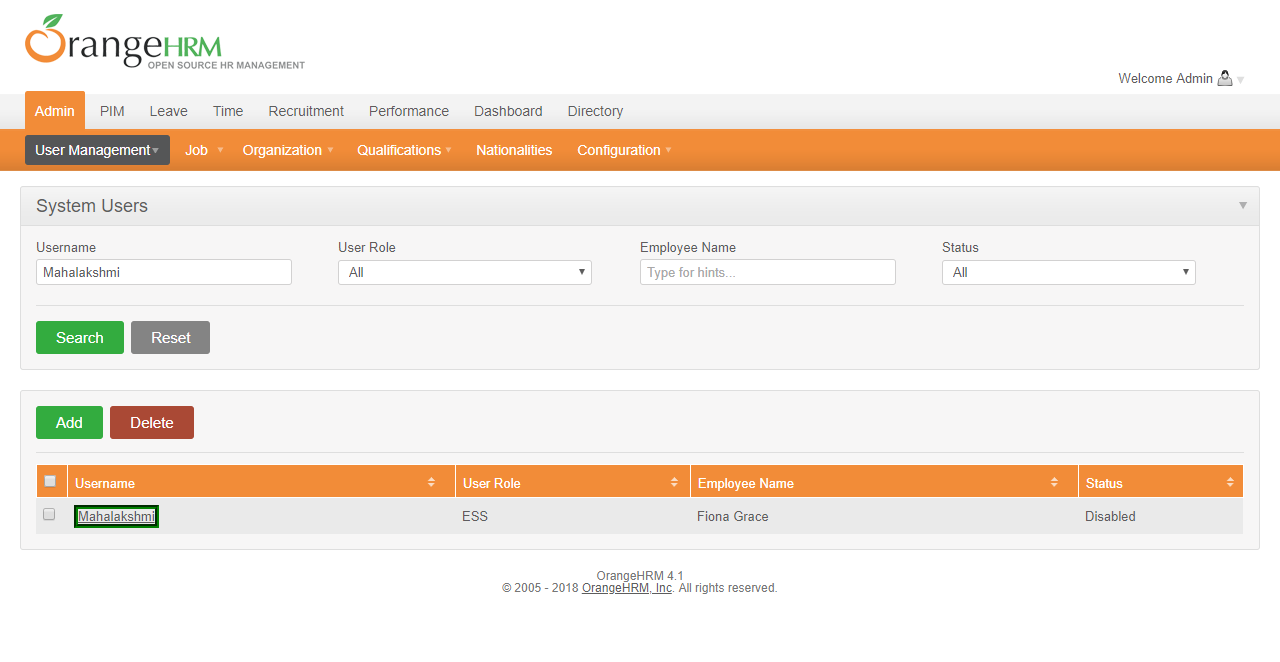 OrangeHRM
OPEN SOURCE HR MANAGEMENT
Welcome Admin
Admin PIM Leave Time Recruitment Performance Dashboard Directory
User Management Job Organization Qualifications Nationalities Configuration
System Users
Username User Role Employee Name Status
Mahalakshmi All Type for hints... All
Search Reset
Add Delete
Username User Role Employee Name Status
Mahalakshmi ESS Fiona Grace Disabled
OrangeHRM 4.1
© 2005 - 2018 OrangeHRM, Inc. All rights reserved.